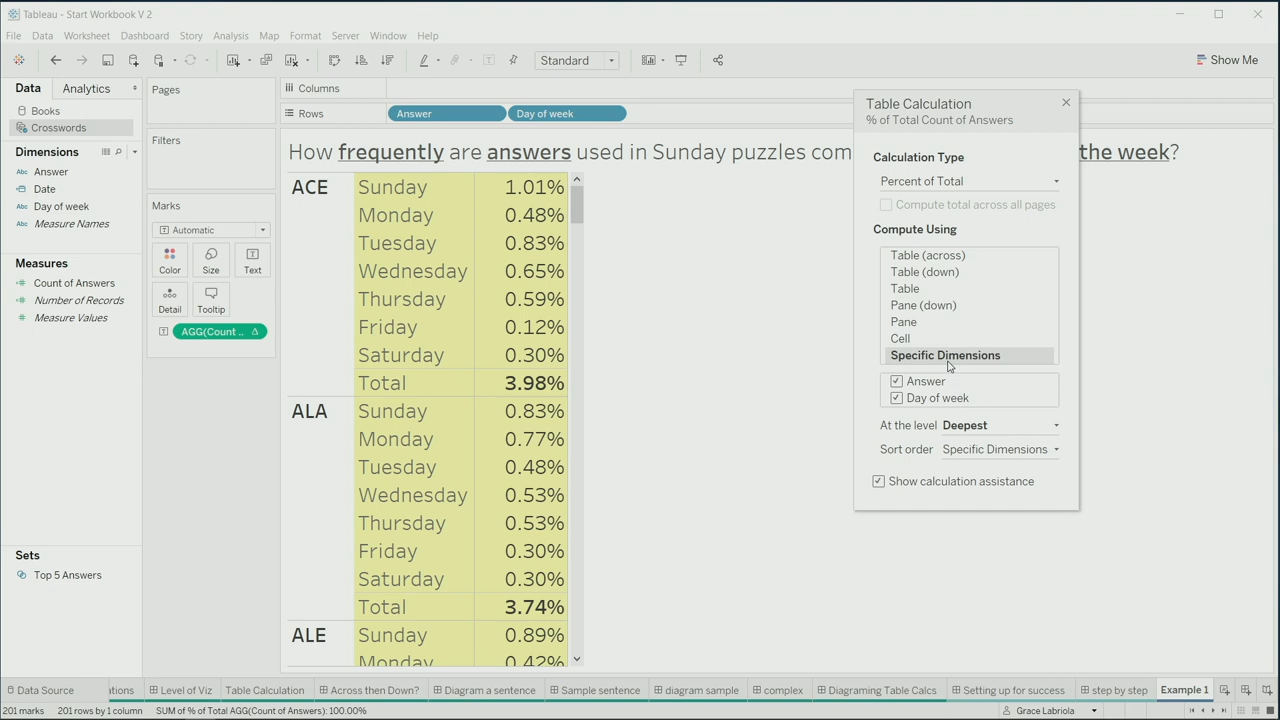 Tableau - Start Workbook V 2
File Data Worksheet Dashboard Story Analysis Map Format Server Window Help
Standard
Show Me
Data Analytics
Books
Crosswords
Dimensions
Abc Answer
Date
Abc Day of week
Abc Measure Names
Measures
Count of Answers
Number of Records
Measure Values
Sets
Top 5 Answers
Pages
Filters
Marks
Automatic
Color Size Text
Detail Tooltip
AGG(Count ..
Columns
Rows Answer Day of week
How frequently are answers used in Sunday puzzles com the week?
ACE Sunday 1.01%
Monday 0.48%
Tuesday 0.83%
Wednesday 0.65%
Thursday 0.59%
Friday 0.12%
Saturday 0.30%
Total 3.98%
ALA Sunday 0.83%
Monday 0.77%
Tuesday 0.48%
Wednesday 0.53%
Thursday 0.53%
Friday 0.30%
Saturday 0.30%
Total 3.74%
ALE Sunday 0.89%
Monday 0.42%
Table Calculation
% of Total Count of Answers
Calculation Type
Percent of Total
Compute total across all pages
Compute Using
Table (across)
Table (down)
Table
Pane (down)
Pane
Cell
Specific Dimensions
Answer
Day of week
At the level Deepest
Sort order Specific Dimensions
Show calculation assistance
Data Source ations Level of Viz Table Calculation Across then Down? Diagram a sentence Sample sentence diagram sample complex Diagraming Table Calcs Setting up for success step by step Example 1
201 marks 201 rows by 1 column SUM of % of Total AGG(Count of Answers): 100.00% Grace Labriola